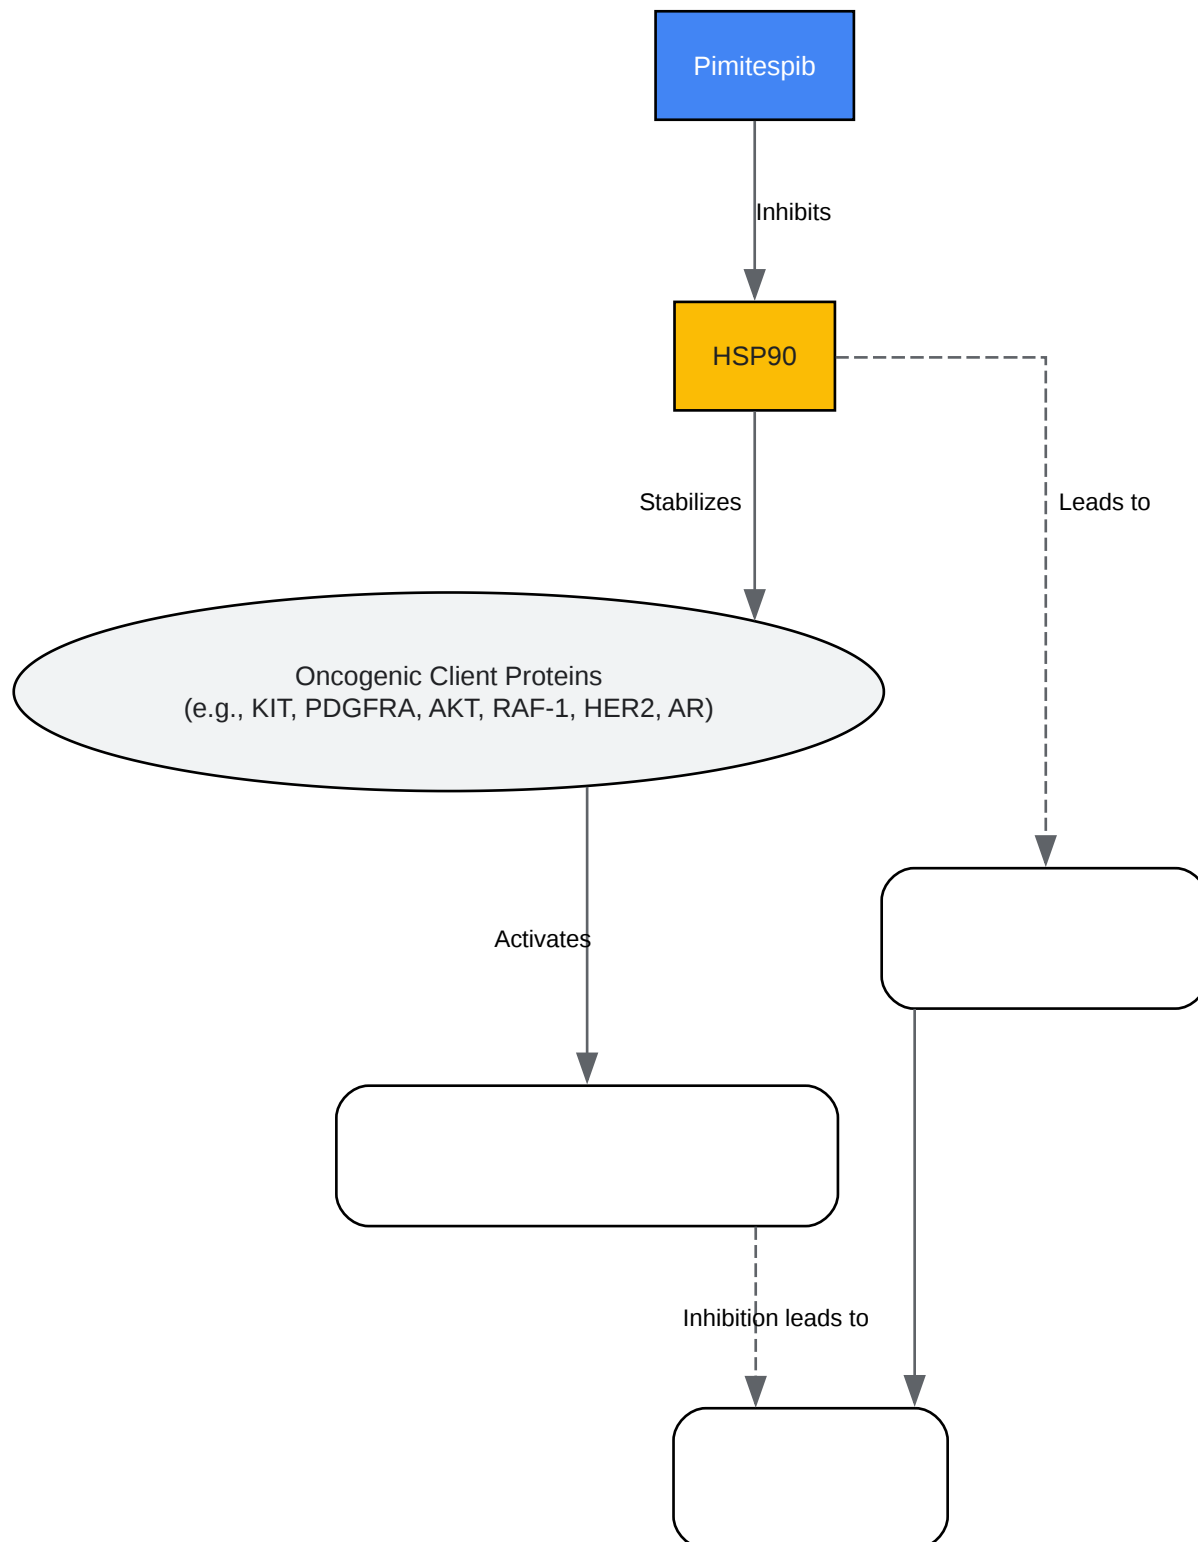 Pimitespib
Inhibits
HSP90
Stabilizes
Leads to
Oncogenic Client Proteins
(e.g., KIT, PDGFRA, AKT, RAF-1, HER2, AR)
Activates
Inhibition leads to